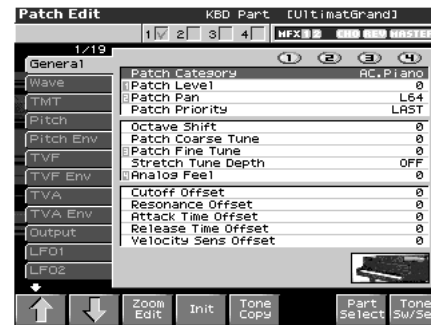 Patch Edit KBD Part [UltimatGrand]
1 2 3 4 MFX 1 2 CHO REV MASTER
1/19
① ② ③ ④
General
Wave
TMT
Pitch
Pitch Env
TVF
TVF Env
TVA
TVA Env
Output
LFO1
LFO2
Patch Category AC.Piano
Patch Level 0
Patch Pan L64
Patch Priority LAST
Octave Shift 0
Patch Coarse Tune 0
Patch Fine Tune 0
Stretch Tune Depth OFF
Analog Feel 0
Cutoff Offset 0
Resonance Offset 0
Attack Time Offset 0
Release Time Offset 0
Velocity Sens Offset 0
Zoom Edit
Init
Tone Copy
Part Select
Tone Sw/Se